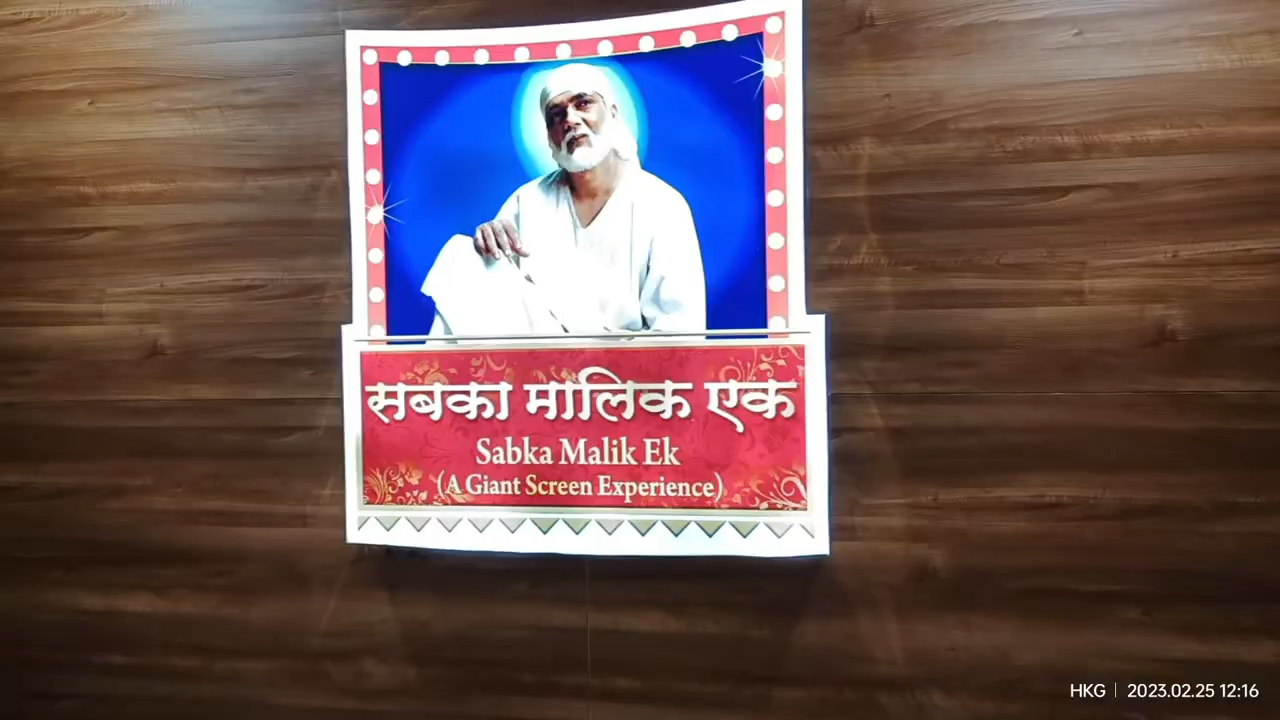 सबका मालिक एक
Sabka Malik Ek
(A Giant Screen Experience)
HKG | 2023.02.25 12:16